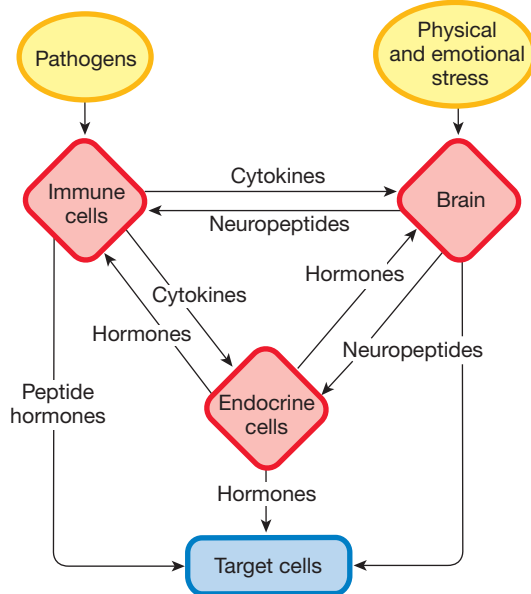 Pathogens
Physical
and emotional
stress
Immune
cells
Cytokines
Brain
Neuropeptides
Hormones
Cytokines
Hormones
Neuropeptides
Peptide
hormones
Endocrine
cells
Hormones
Target cells